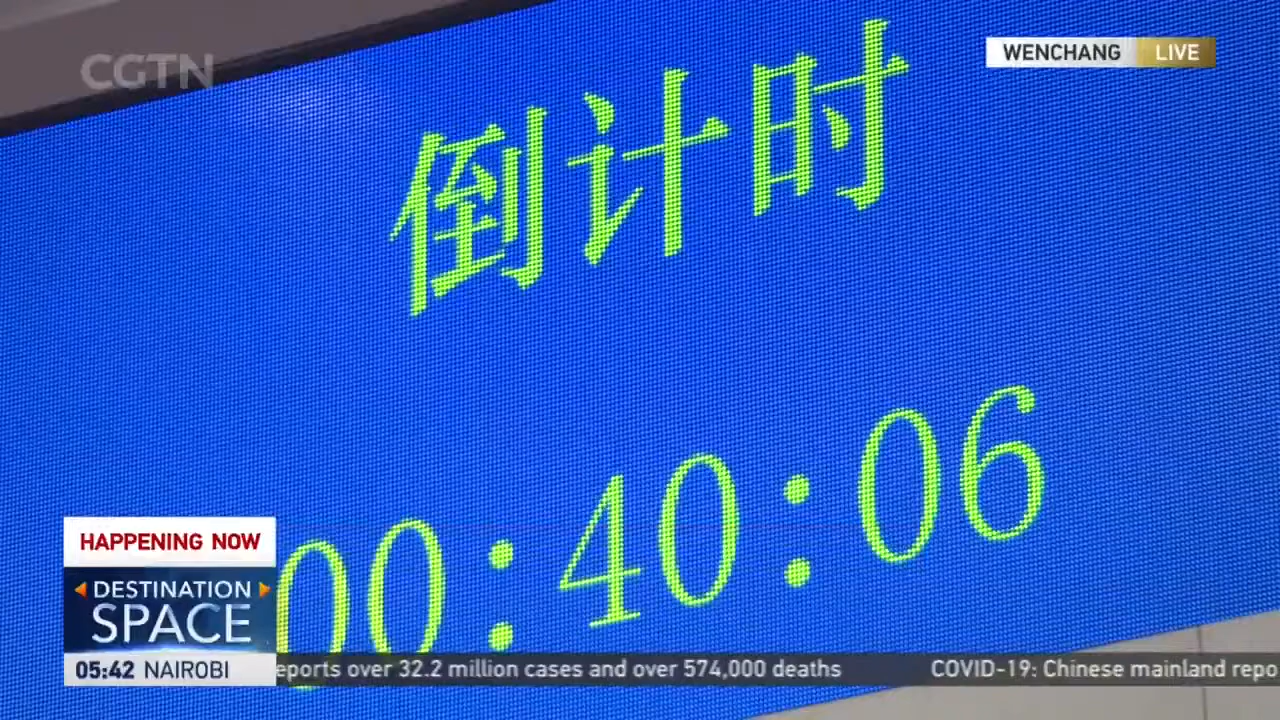 CGTN
WENCHANG LIVE
倒计时
00:40:06
HAPPENING NOW
DESTINATION
SPACE
05:42 NAIROBI
eports over 32.2 million cases and over 574,000 deaths COVID-19: Chinese mainland repo